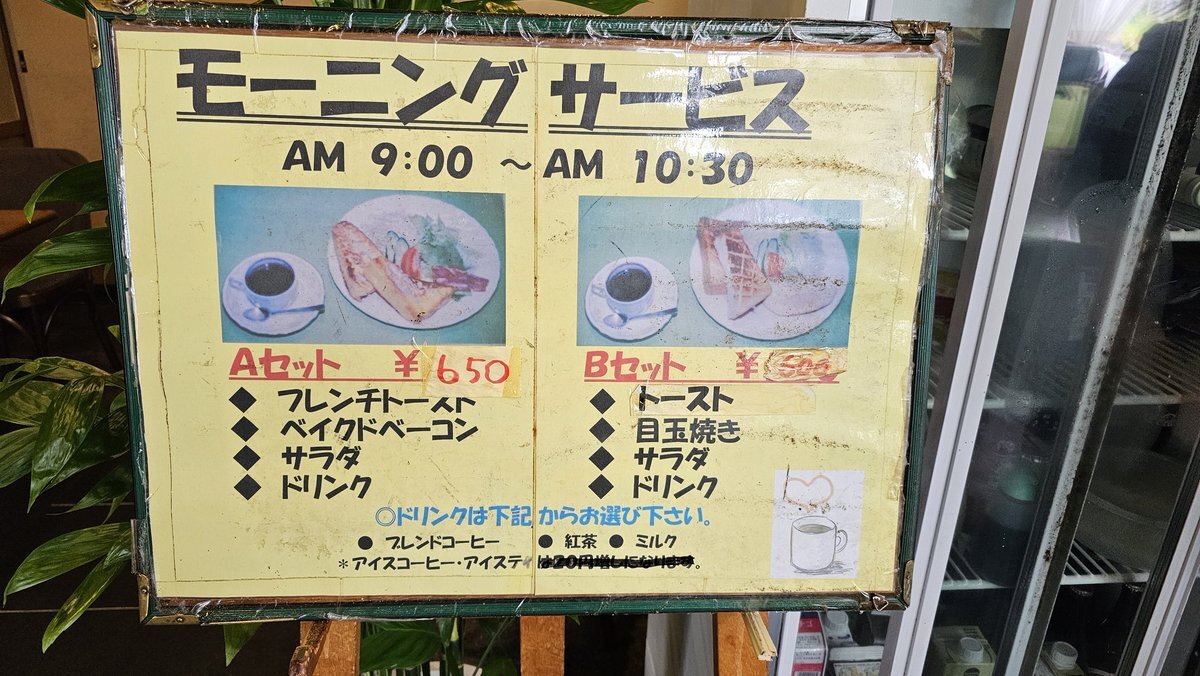 モーニング サービス
AM 9:00 ～ AM 10:30
Aセット ￥650
◆ フレンチトースト
◆ ベイクドベーコン
◆ サラダ
◆ ドリンク
Bセット ￥
◆ トースト
◆ 目玉焼き
◆ サラダ
◆ ドリンク
◎ドリンクは下記からお選び下さい。
● ブレンドコーヒー ● 紅茶 ● ミルク
＊アイスコーヒー・アイスティは20円増しになります。